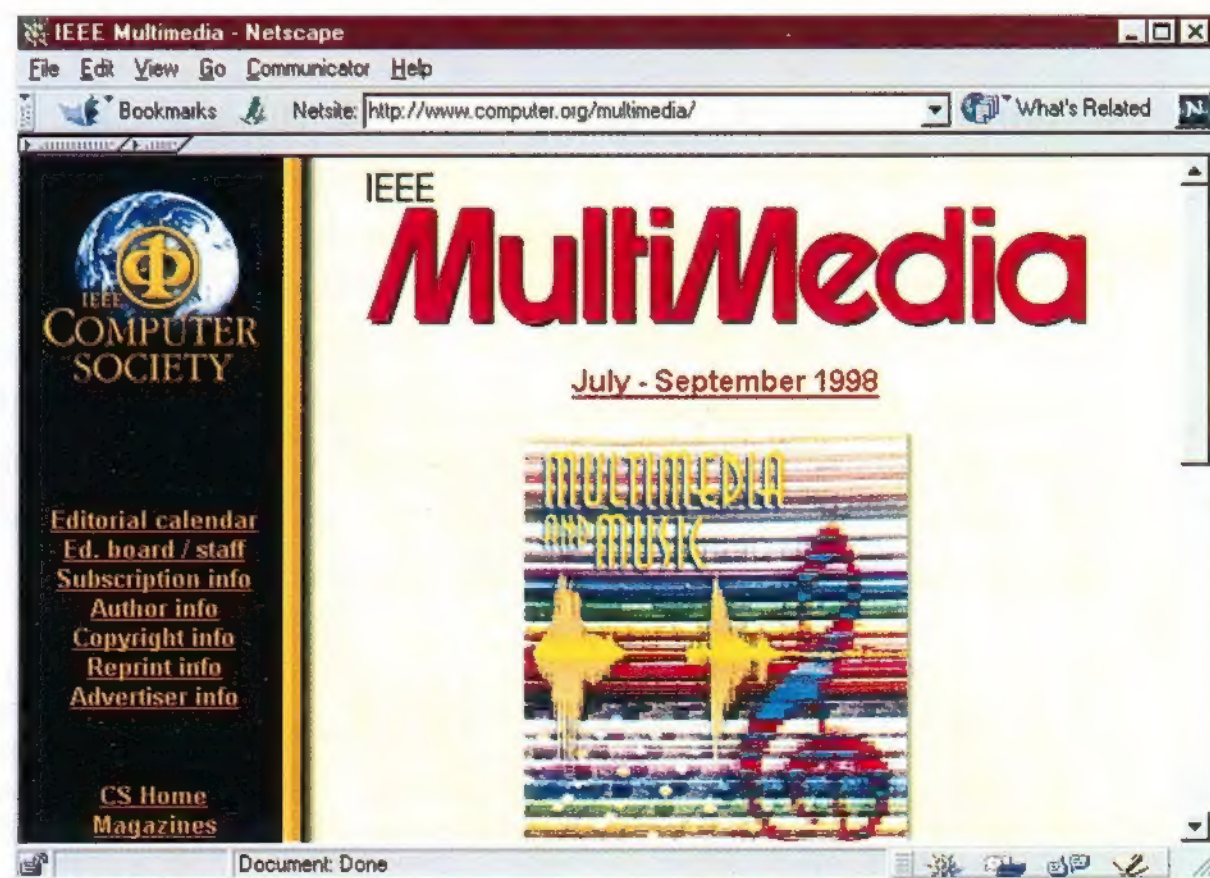 IEEE Multimedia - Netscape
File Edit View Go Communicator Help
Bookmarks Netsite: http://www.computer.org/multimedia/ What's Related N
IEEE
COMPUTER
SOCIETY
Editorial calendar
Ed. board / staff
Subscription info
Author info
Copyright info
Reprint info
Advertiser info
CS Home
Magazines
IEEE
MultiMedia
July - September 1998
MULTIMEDIA
AND MUSIC
Document: Done